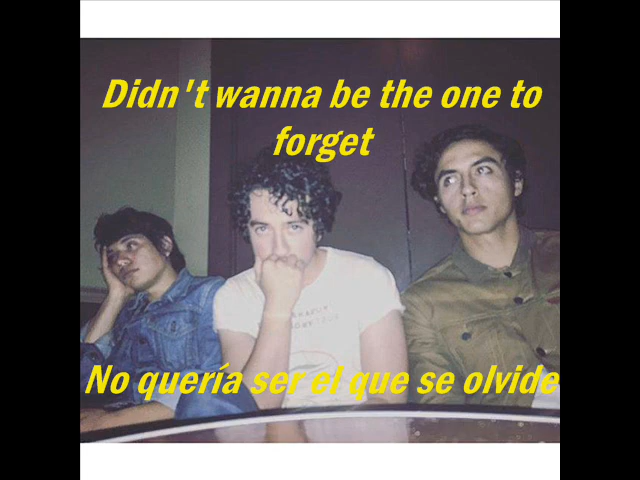 Didn't wanna be the one to
forget
No quería ser el que se olvide